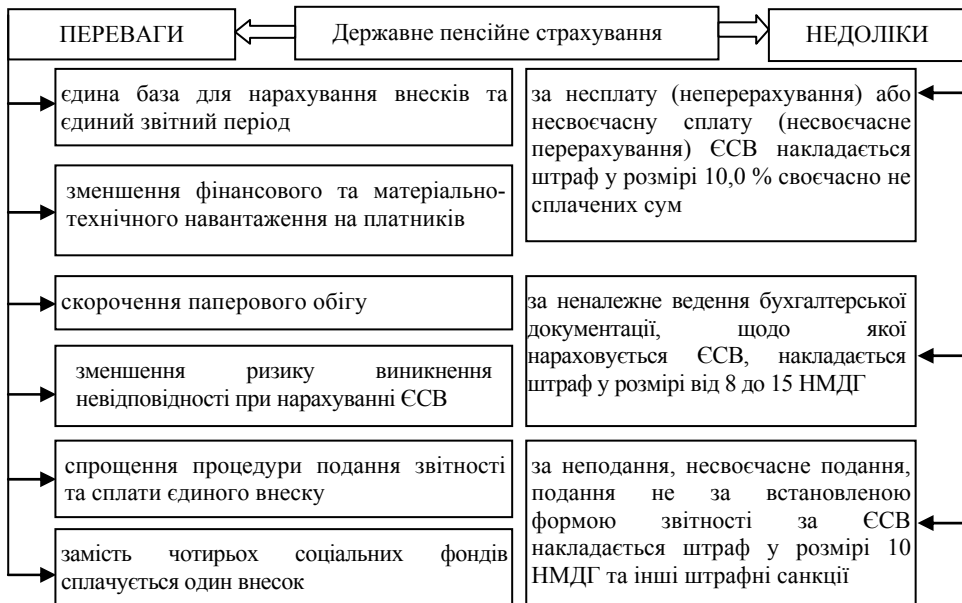 ПЕРЕВАГИ
Державне пенсійне страхування
НЕДОЛІКИ
єдина база для нарахування внесків та
єдиний звітний період
зменшення фінансового та матеріально-
технічного навантаження на платників
скорочення паперового обігу
зменшення ризику виникнення
невідповідності при нарахуванні ЄСВ
спрощення процедури подання звітності
та сплати єдиного внеску
замість чотирьох соціальних фондів
сплачується один внесок
за несплату (неперерахування) або
несвоєчасну сплату (несвоєчасне
перерахування) ЄСВ накладається
штраф у розмірі 10,0 % своєчасно не
сплачених сум
за неналежне ведення бухгалтерської
документації, щодо якої
нараховується ЄСВ, накладається
штраф у розмірі від 8 до 15 НМДГ
за неподання, несвоєчасне подання,
подання не за встановленою
формою звітності за ЄСВ
накладається штраф у розмірі 10
НМДГ та інші штрафні санкції